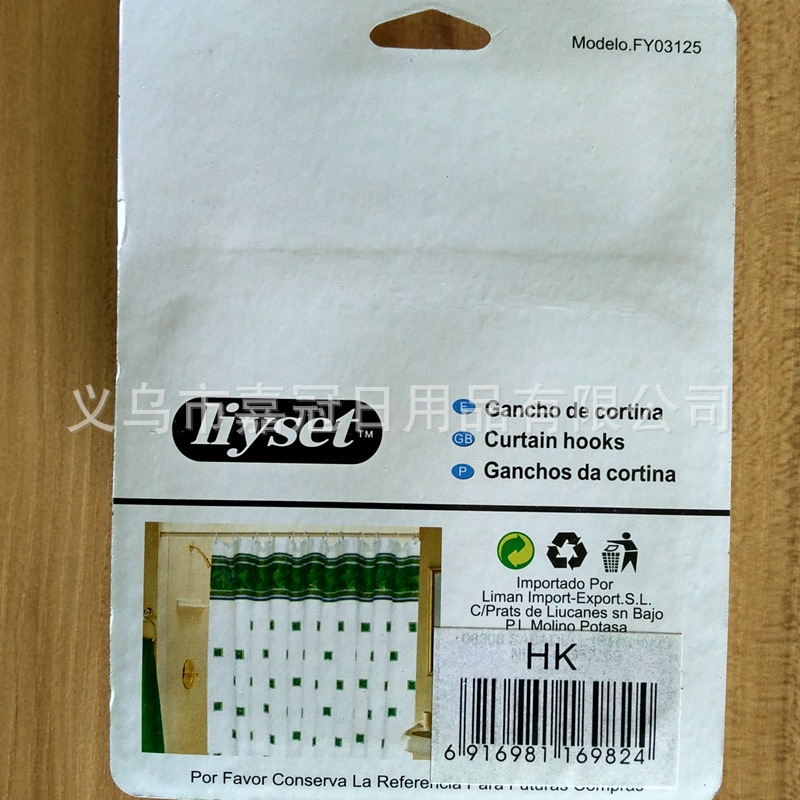 Modelo.FY03125
义乌市嘉冠日用品有限公司
liyset TM
E Gancho de cortina
GB Curtain hooks
P Ganchos da cortina
Importado Por
Liman Import-Export.S.L.
C/Prats de Liucanes sn Bajo
P.I. Molino Potasa
HK
6 916981 169824
Por Favor Conserva La Referencia Para Futuras Compras